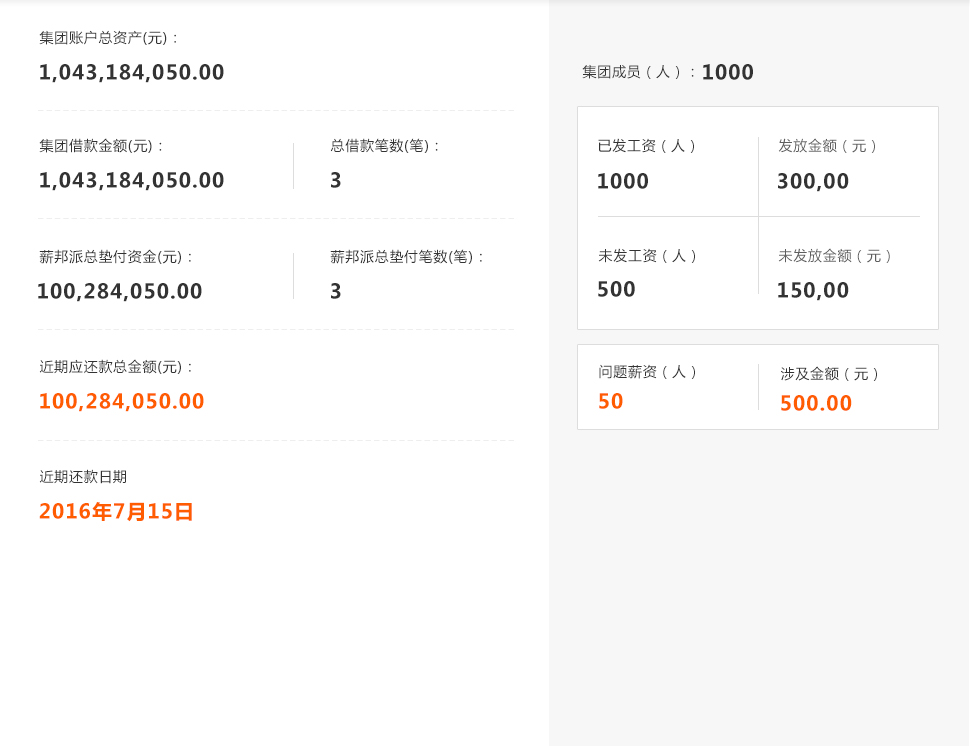 集团账户总资产(元)：
1,043,184,050.00
集团借款金额(元)：
1,043,184,050.00
总借款笔数(笔)：
3
薪邦派总垫付资金(元)：
100,284,050.00
薪邦派总垫付笔数(笔)：
3
近期应还款总金额(元)：
100,284,050.00
近期还款日期
2016年7月15日
集团成员（人）：1000
已发工资（人）
1000
发放金额（元）
300,00
未发工资（人）
500
未发放金额（元）
150,00
问题薪资（人）
50
涉及金额（元）
500.00